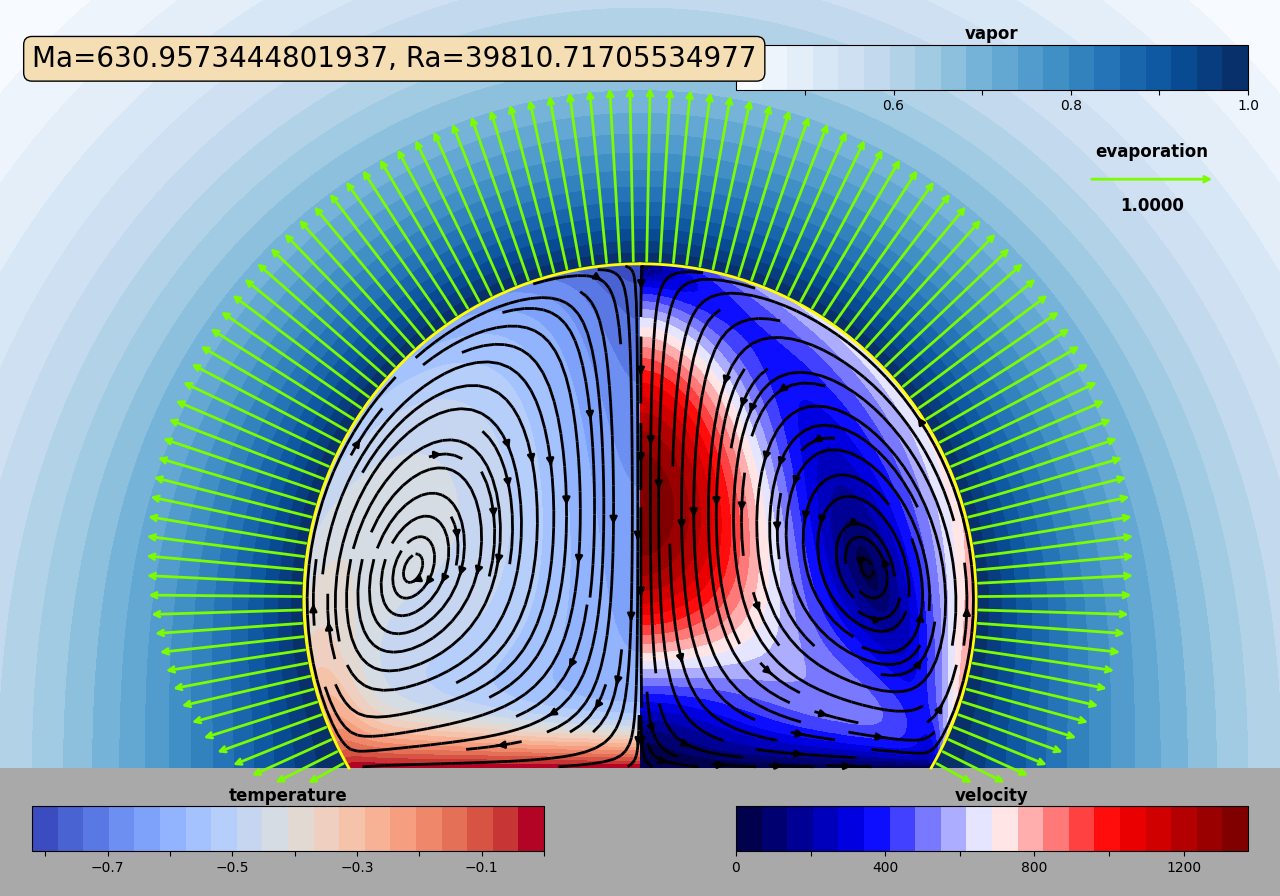 vapor
Ma=630.9573444801937, Ra=39810.71705534977
0.6 0.8 1.0
evaporation
1.0000
temperature velocity
−0.7 −0.5 −0.3 −0.1 0 400 800 1200